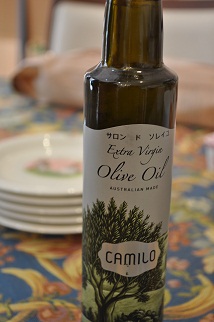 サロン ド ソレイユ
Extra Virgin
Olive Oil
AUSTRALIAN MADE
CAMILO